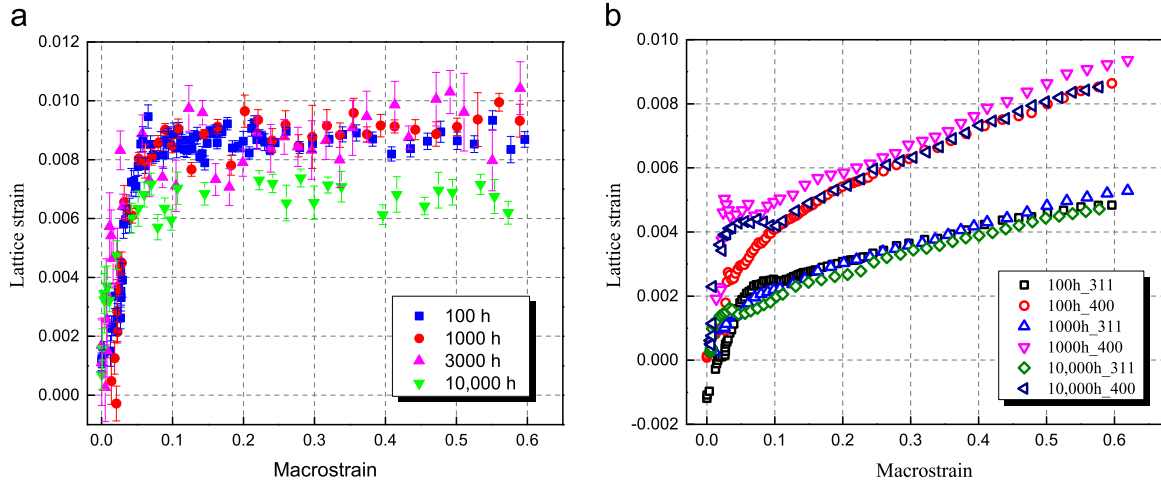 a
0.012
0.010
0.008
0.006
0.004
0.002
0.000
Lattice strain
0.0 0.1 0.2 0.3 0.4 0.5 0.6
Macrostrain
100 h
1000 h
3000 h
10,000 h
b
0.010
0.008
0.006
0.004
0.002
0.000
-0.002
Lattice strain
0.0 0.1 0.2 0.3 0.4 0.5 0.6
Macrostrain
100h_311
100h_400
1000h_311
1000h_400
10,000h_311
10,000h_400